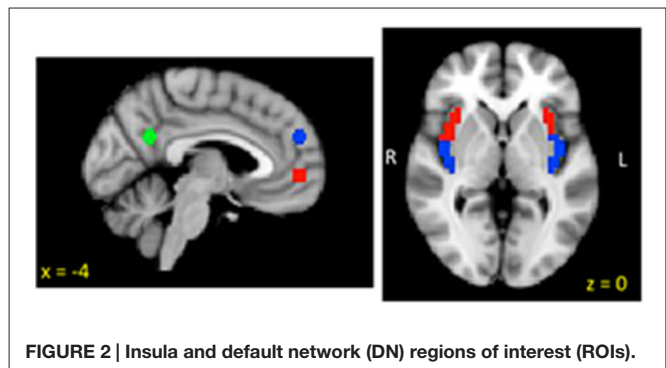 x = -4
R
L
z = 0
FIGURE 2 | Insula and default network (DN) regions of interest (ROIs).